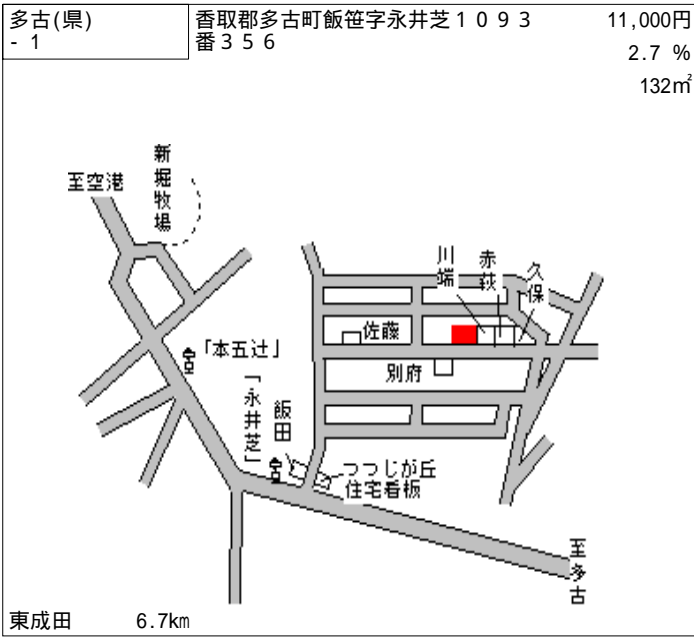 多古(県)
- 1
香取郡多古町飯笹字永井芝１０９３
番３５６
11,000円
2.7 %
132㎡
至空港
新堀牧場
川端
赤萩
久保
佐藤
別府
「本五辻」
「永井芝」
飯田
つつじが丘
住宅看板
至多古
東成田 6.7km